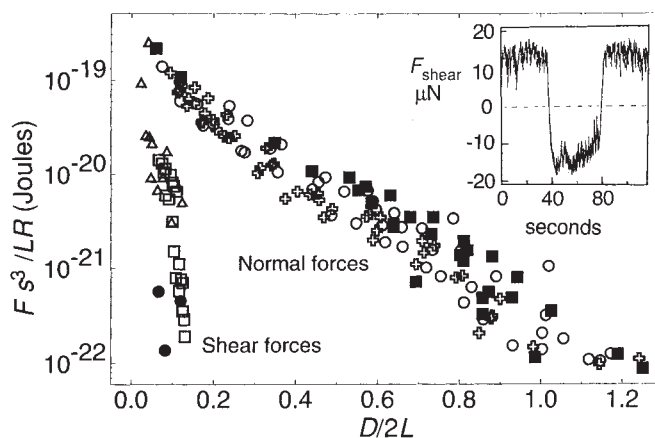 F s³/LR (Joules)
10⁻¹⁹
10⁻²⁰
10⁻²¹
10⁻²²
F shear
μN
20
10
0
-10
-20
0 40 80
seconds
Normal forces
Shear forces
0.0 0.2 0.4 0.6 0.8 1.0 1.2
D/2L